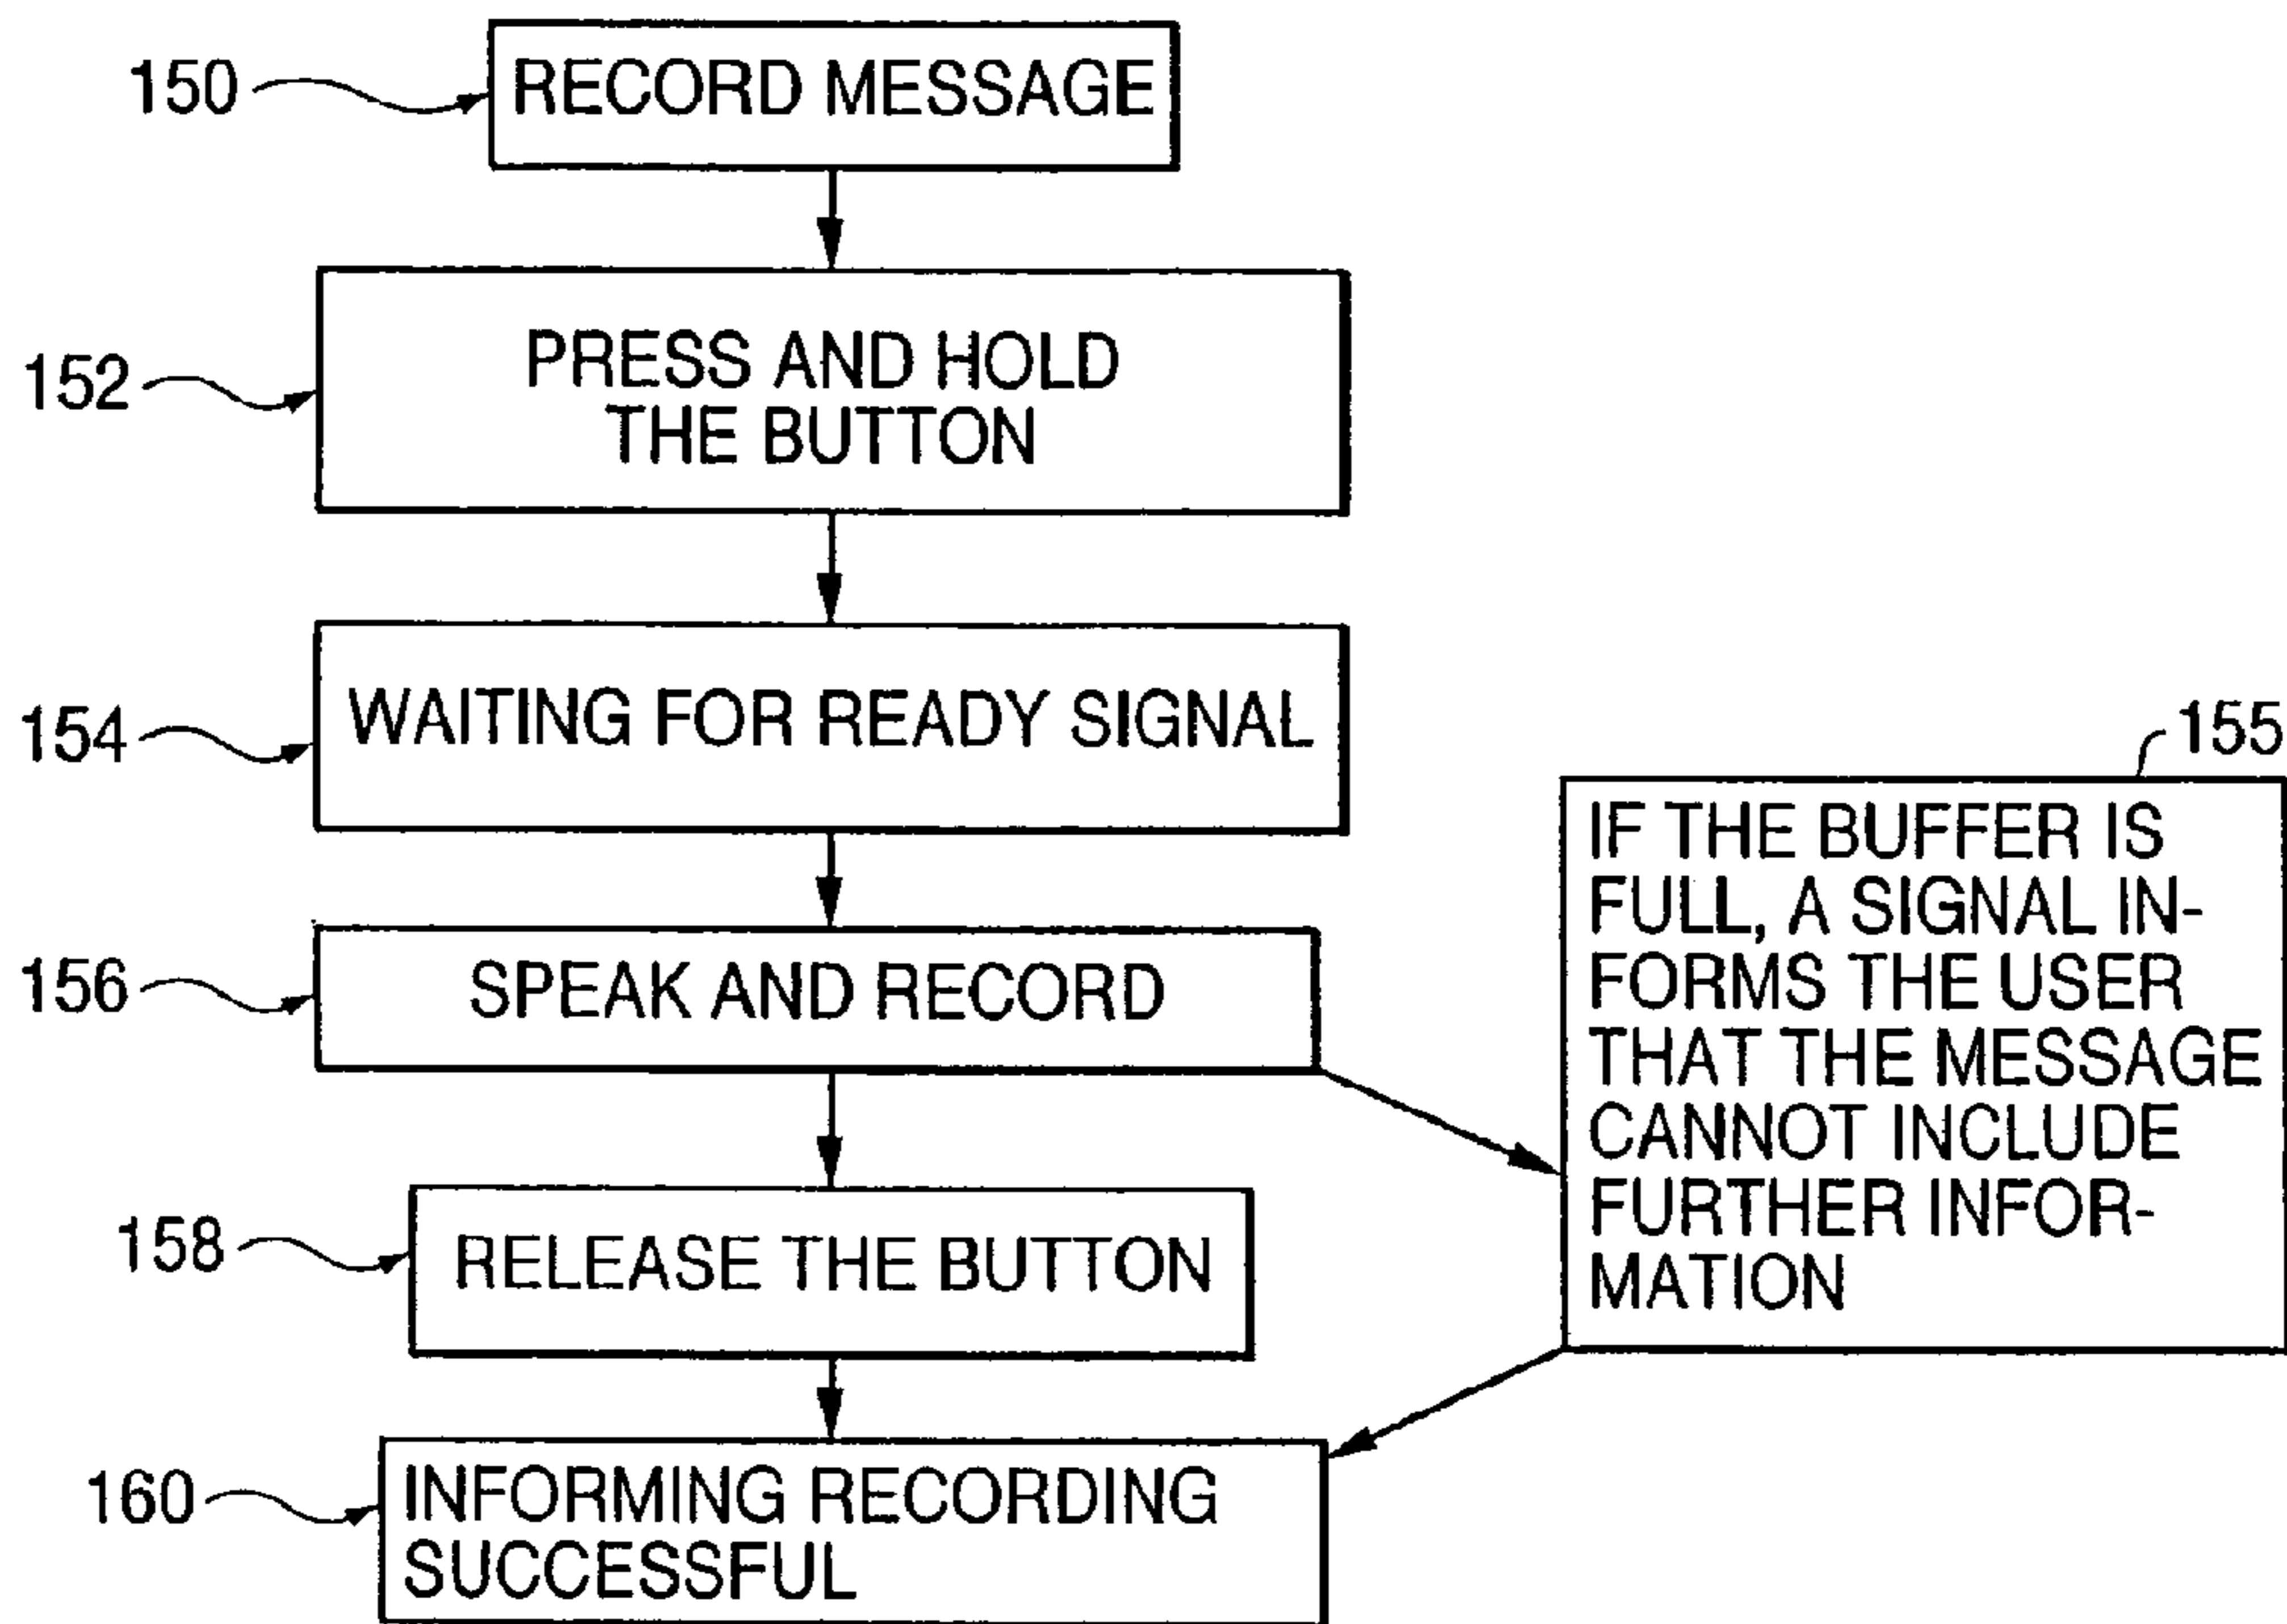 150
RECORD MESSAGE
152
PRESS AND HOLD
THE BUTTON
154
WAITING FOR READY SIGNAL
155
IF THE BUFFER IS
FULL, A SIGNAL IN-
FORMS THE USER
THAT THE MESSAGE
CANNOT INCLUDE
FURTHER INFOR-
MATION
156
SPEAK AND RECORD
158
RELEASE THE BUTTON
160
INFORMING RECORDING
SUCCESSFUL